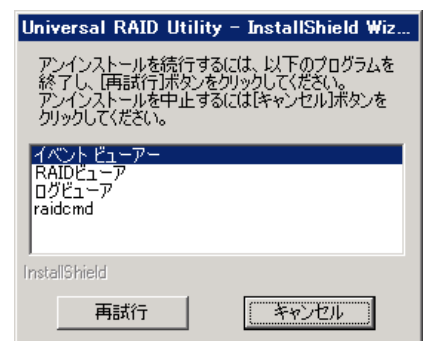 Universal RAID Utility - InstallShield Wiz...
アンインストールを続行するには、以下のプログラムを
終了し、[再試行]ボタンをクリックしてください。
アンインストールを中止するには[キャンセル]ボタンを
クリックしてください。
イベント ビューアー
RAIDビューア
ログビューア
raidcmd
InstallShield
再試行
キャンセル